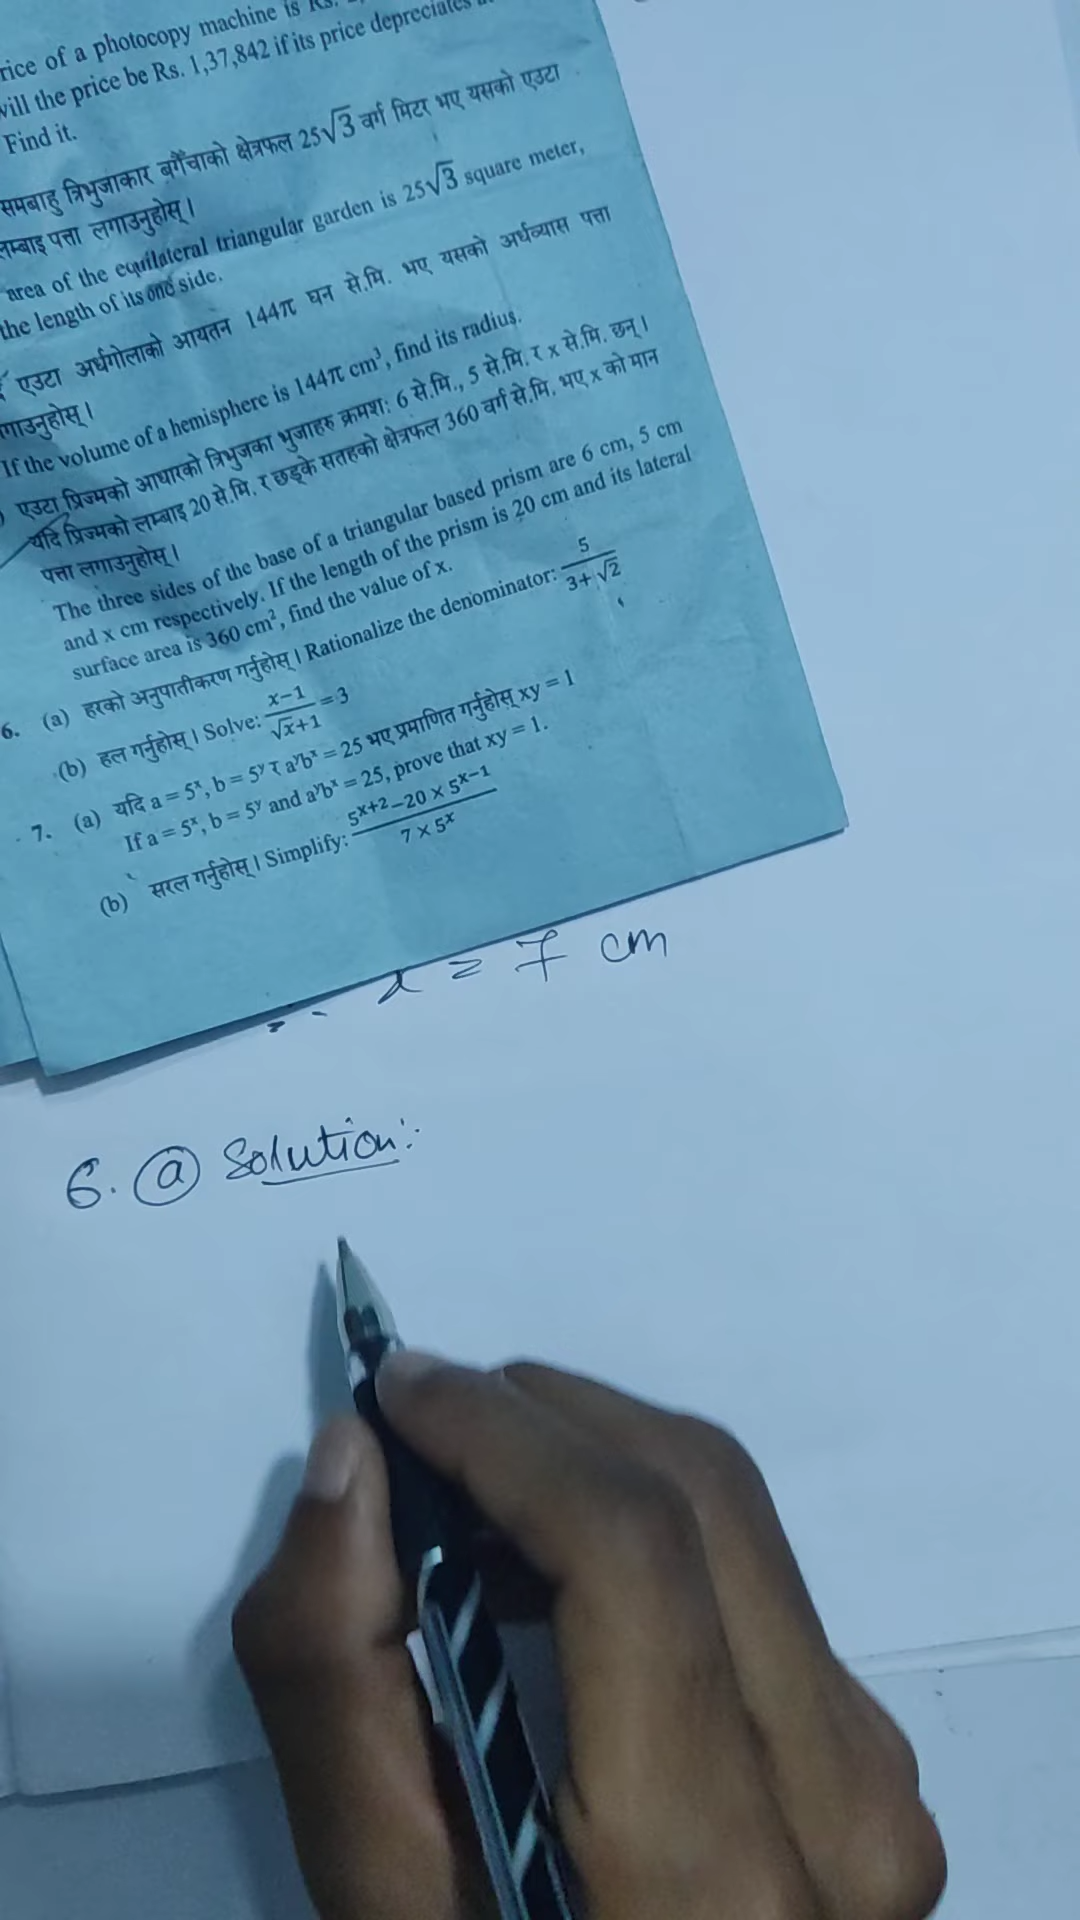 rice of a photocopy machine is Rs.
will the price be Rs. 1,37,842 if its price depreciates
Find it.
समबाहु त्रिभुजाकार बगैँचाको क्षेत्रफल 25√3 वर्ग मिटर भए यसको एउटा
लम्बाइ पत्ता लगाउनुहोस्।
area of the equilateral triangular garden is 25√3 square meter,
the length of its one side.
एउटा अर्धगोलाको आयतन 144π घन से.मि. भए यसको अर्धव्यास पत्ता
गाउनुहोस्।
If the volume of a hemisphere is 144π cm³, find its radius.
एउटा प्रिज्मको आधारको त्रिभुजका भुजाहरु क्रमश: 6 से.मि., 5 से.मि. र x से.मि. छन्।
यदि प्रिज्मको लम्बाइ 20 से.मि. र छड्के सतहको क्षेत्रफल 360 वर्ग से.मि. भए x को मान
पत्ता लगाउनुहोस्।
The three sides of the base of a triangular based prism are 6 cm, 5 cm
and x cm respectively. If the length of the prism is 20 cm and its lateral
surface area is 360 cm², find the value of x.
6. (a) हरको अनुपातीकरण गर्नुहोस्। Rationalize the denominator: 5/(3+√2)
(b) हल गर्नुहोस्। Solve: (x−1)/(√x+1) = 3
7. (a) यदि a = 5ˣ, b = 5ʸ र aʸbˣ = 25 भए प्रमाणित गर्नुहोस् xy = 1
If a = 5ˣ, b = 5ʸ and aʸbˣ = 25, prove that xy = 1.
(b) सरल गर्नुहोस्। Simplify: (5ˣ⁺²−20 × 5ˣ⁻¹)/(7 × 5ˣ)
x = 7 cm
6. (a) Solution:-